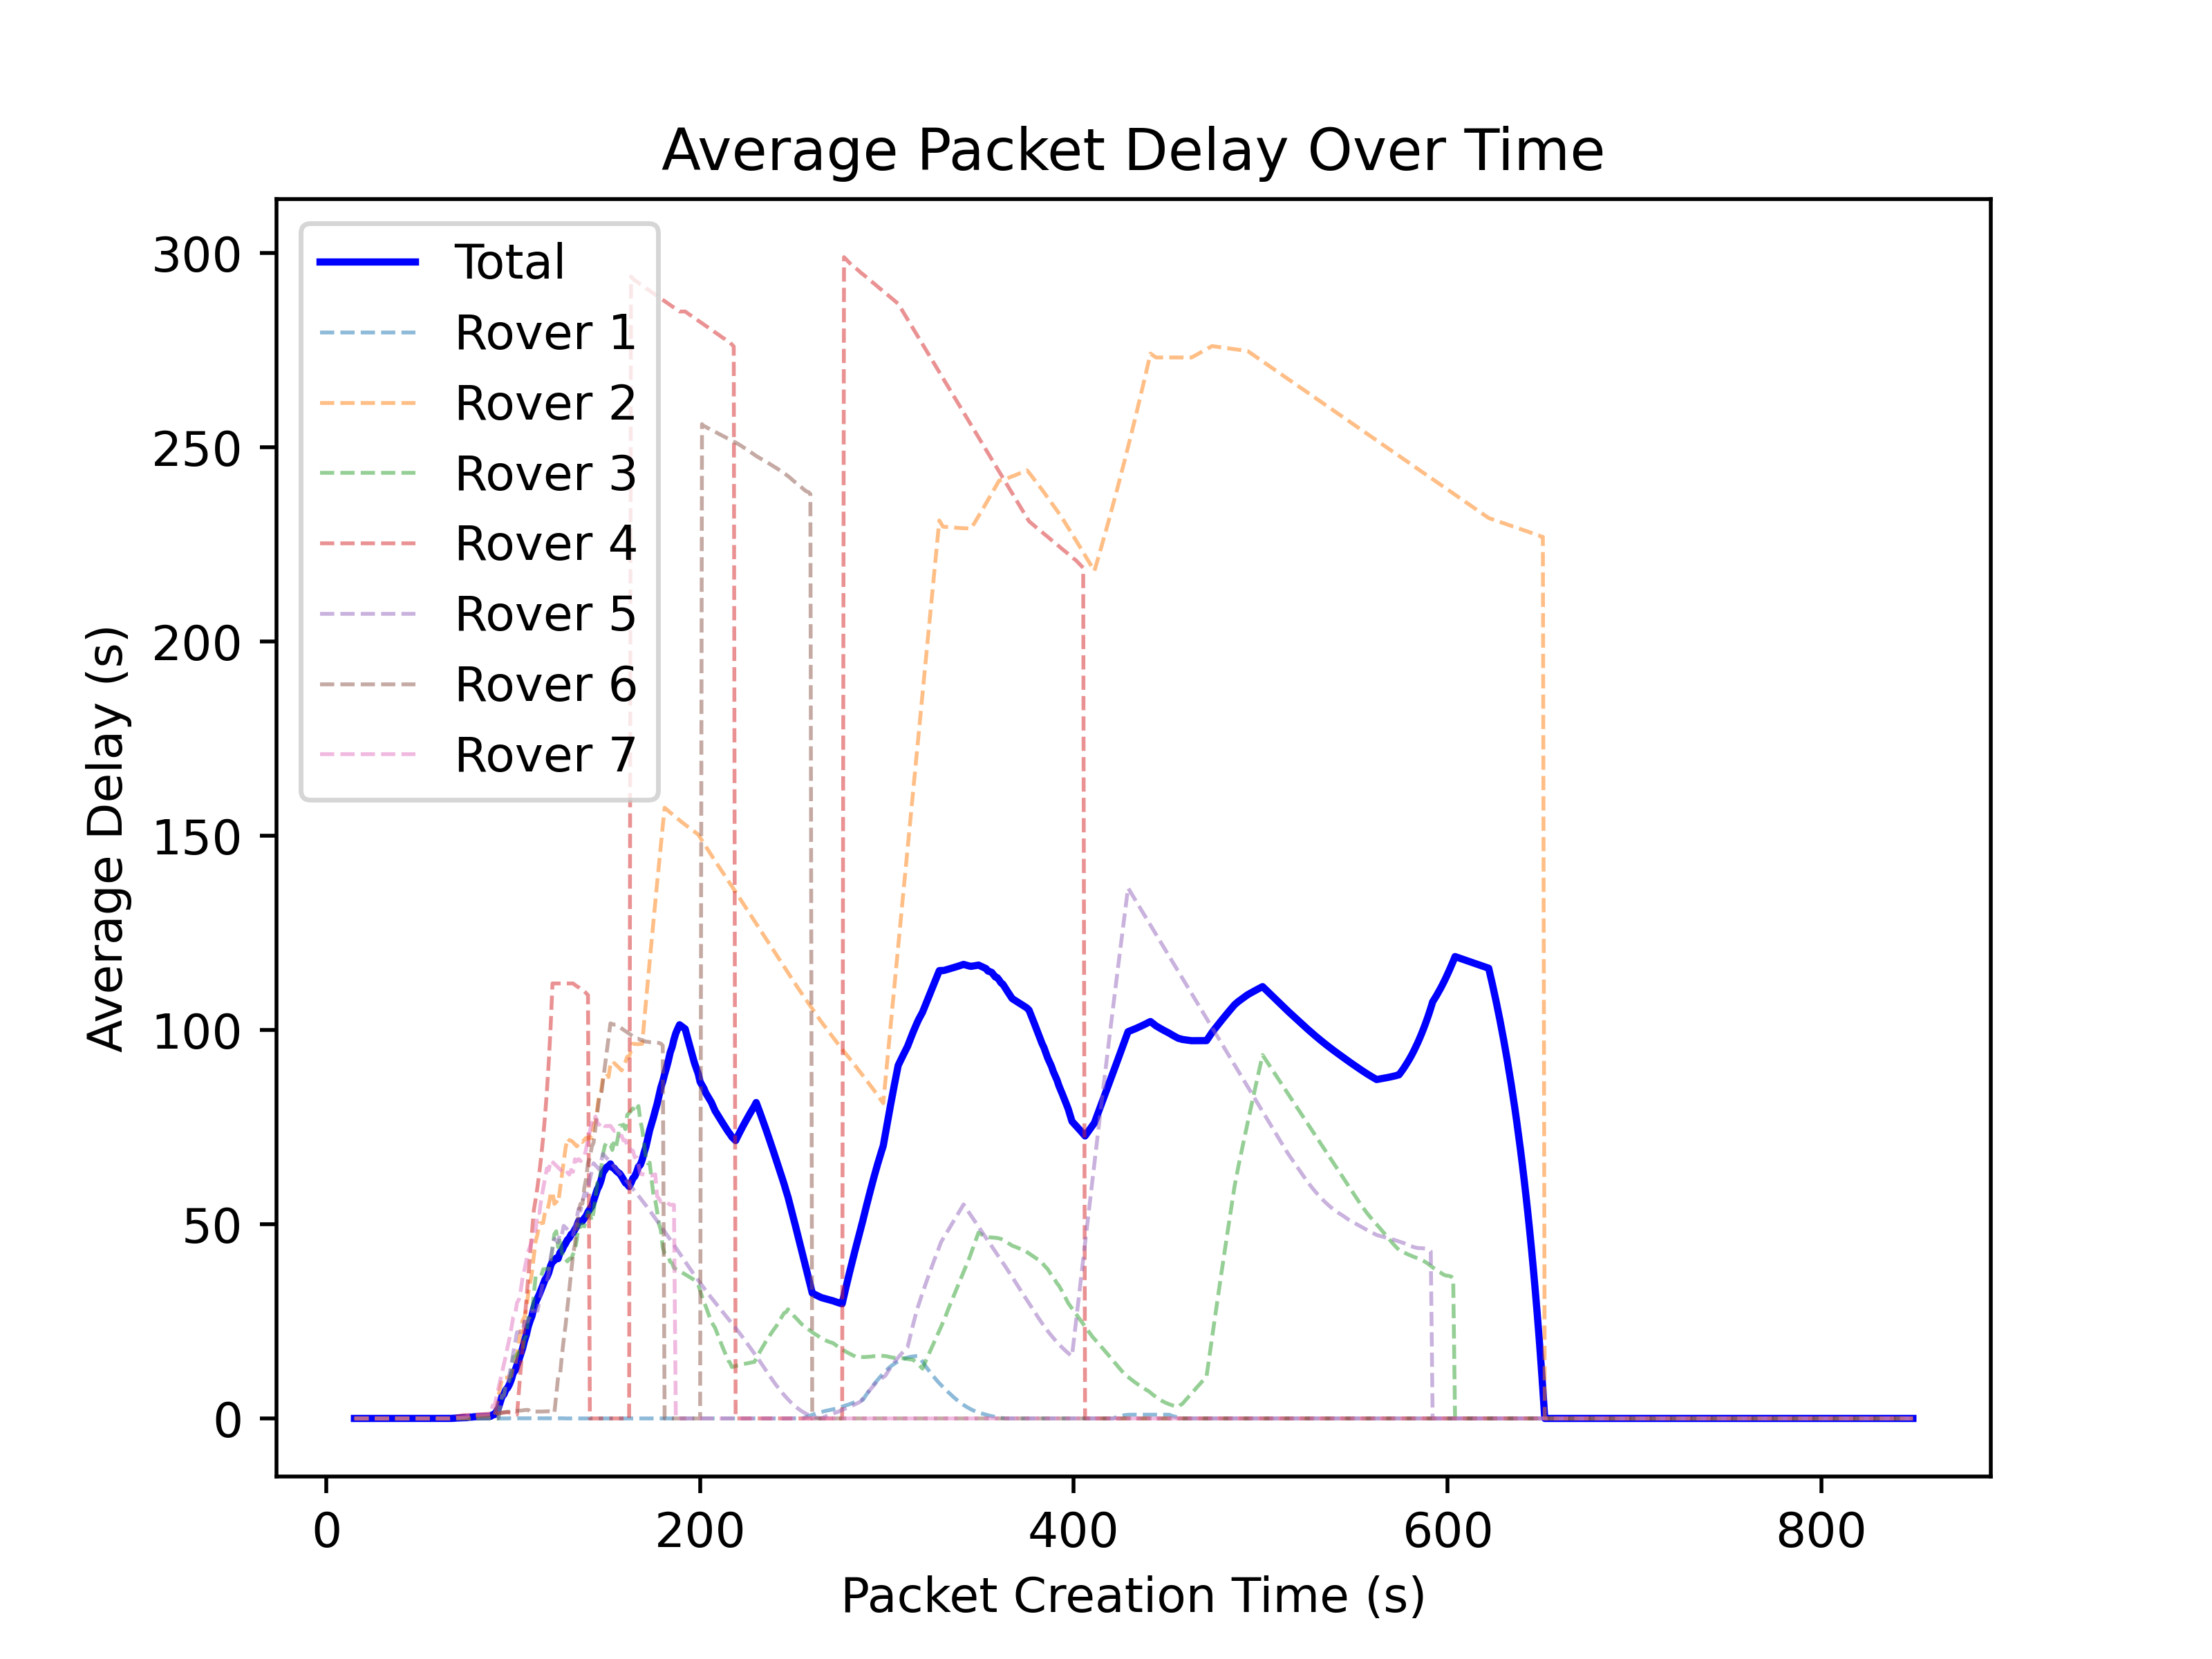 Average Packet Delay Over Time
Total
Rover 1
Rover 2
Rover 3
Rover 4
Rover 5
Rover 6
Rover 7
Average Delay (s)
300
250
200
150
100
50
0
0 200 400 600 800
Packet Creation Time (s)